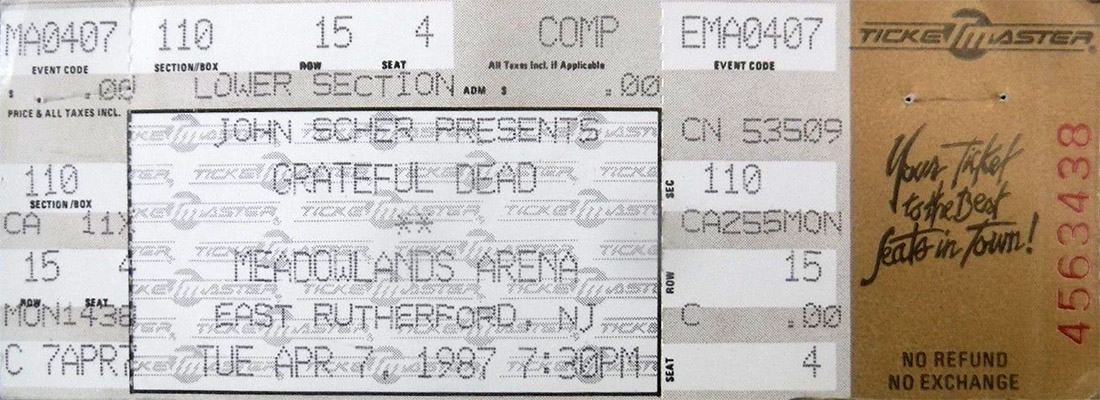 MA0407 110 15 4 COMP EMA0407
EVENT CODE SECTION/BOX ROW SEAT All Taxes Incl. if Applicable EVENT CODE
$ .00 LOWER SECTION ADM $ .00
PRICE & ALL TAXES INCL.
110
SECTION/BOX
CA 11X
15 4
ROW SEAT
MON1438
C 7APR7
JOHN SCHER PRESENTS
GRATEFUL DEAD
**
MEADOWLANDS ARENA
EAST RUTHERFORD, NJ
TUE APR 7, 1987 7:30PM
CN 53509
SEC 110
CA255MON
ROW 15
C .00
SEAT 4
TICKETMASTER®
Your Ticket
to the Best
Seats in Town!
NO REFUND
NO EXCHANGE
4563438